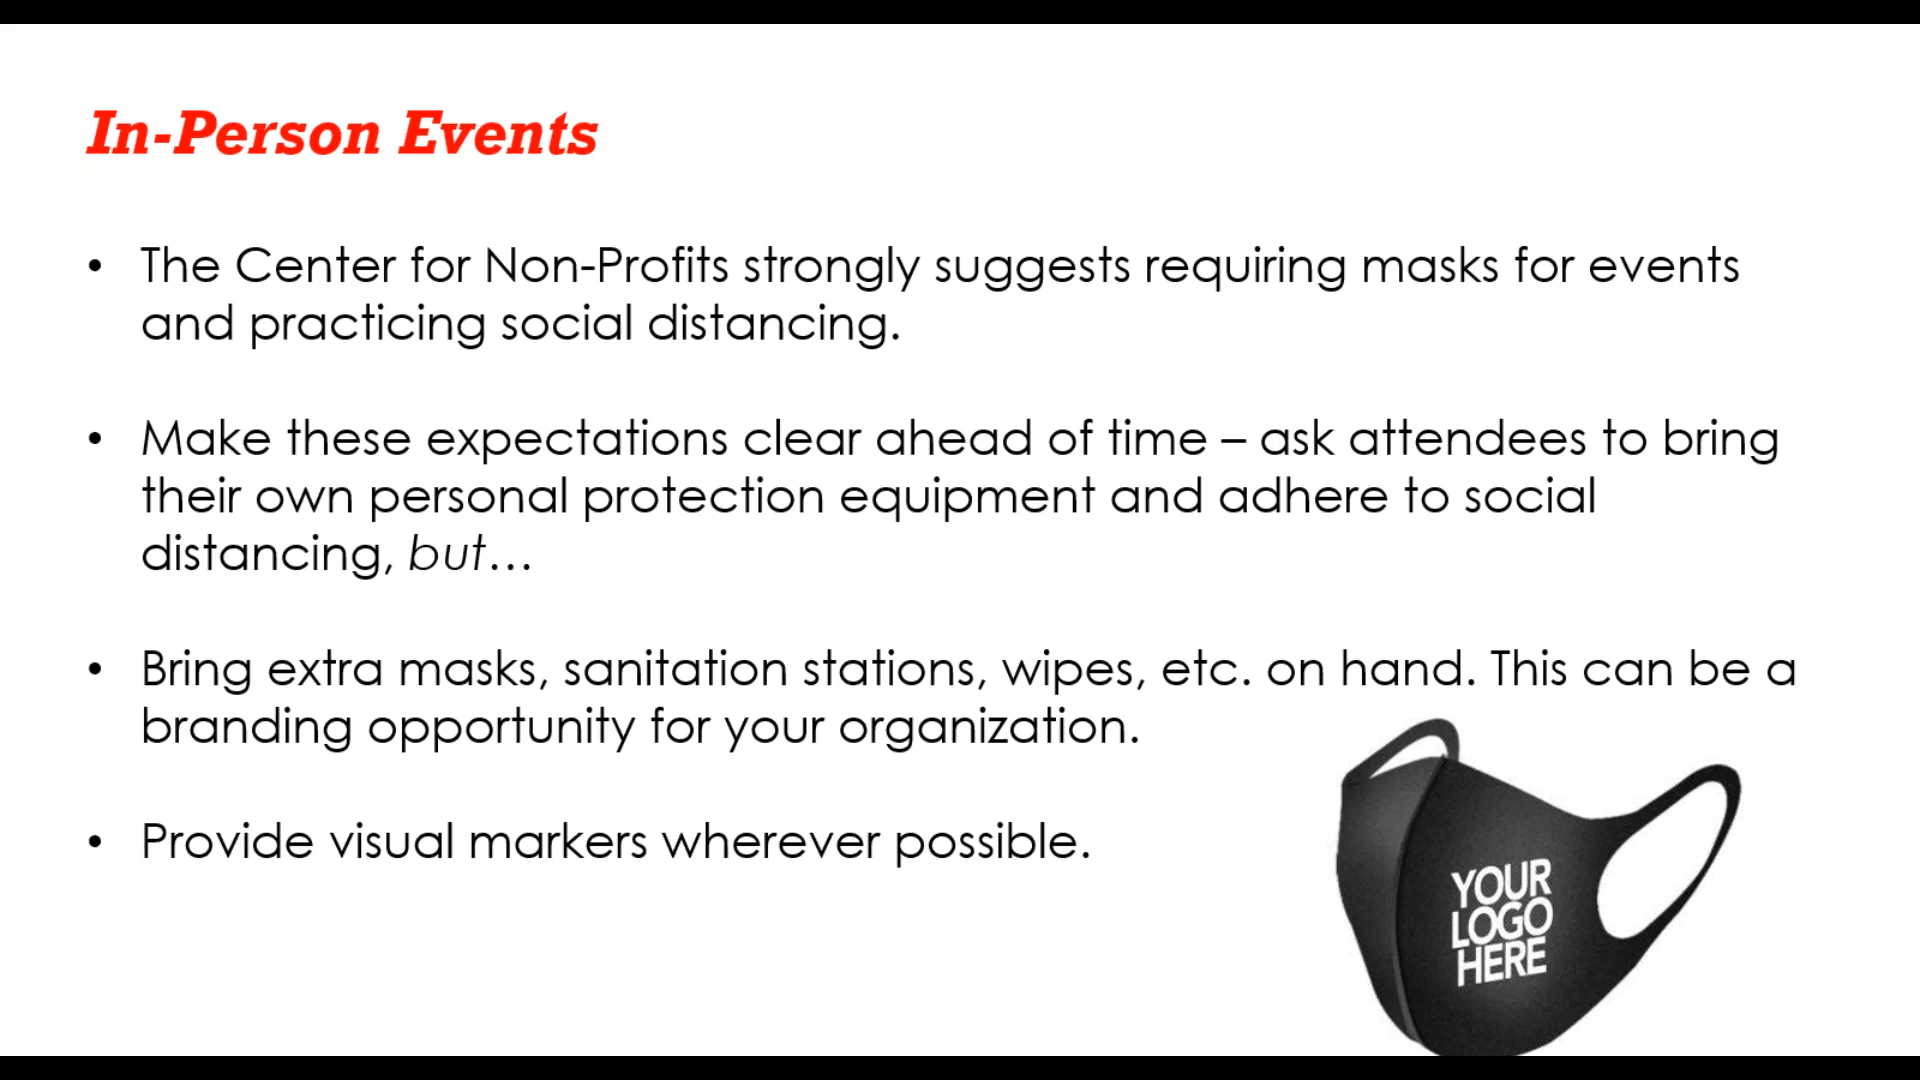 In-Person Events
• The Center for Non-Profits strongly suggests requiring masks for events
and practicing social distancing.
• Make these expectations clear ahead of time – ask attendees to bring
their own personal protection equipment and adhere to social
distancing, but…
• Bring extra masks, sanitation stations, wipes, etc. on hand. This can be a
branding opportunity for your organization.
• Provide visual markers wherever possible.
YOUR
LOGO
HERE